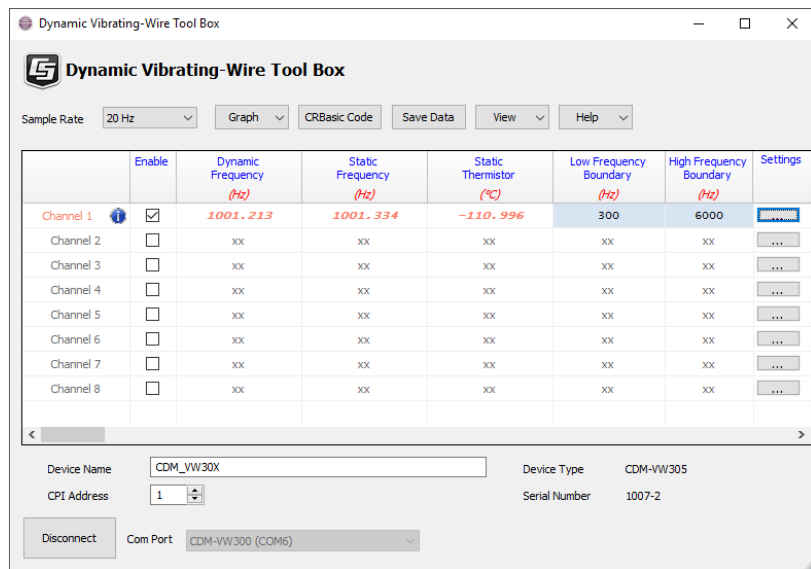 Dynamic Vibrating-Wire Tool Box
Dynamic Vibrating-Wire Tool Box
Sample Rate 20 Hz Graph CRBasic Code Save Data View Help
Enable Dynamic Frequency (Hz) Static Frequency (Hz) Static Thermistor (°C) Low Frequency Boundary (Hz) High Frequency Boundary (Hz) Settings
Channel 1 1001.213 1001.334 -110.996 300 6000 ...
Channel 2 xx xx xx xx xx ...
Channel 3 xx xx xx xx xx ...
Channel 4 xx xx xx xx xx ...
Channel 5 xx xx xx xx xx ...
Channel 6 xx xx xx xx xx ...
Channel 7 xx xx xx xx xx ...
Channel 8 xx xx xx xx xx ...
Device Name CDM_VW30X Device Type CDM-VW305
CPI Address 1 Serial Number 1007-2
Disconnect Com Port CDM-VW300 (COM6)